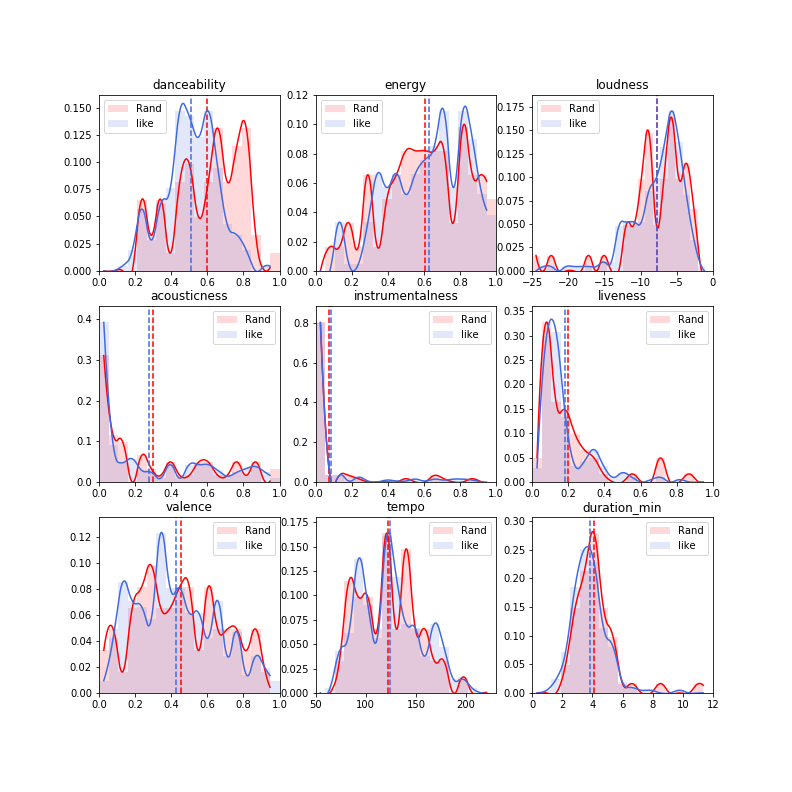 danceability
energy
loudness
Rand
like
Rand
like
Rand
like
0.150
0.125
0.100
0.075
0.050
0.025
0.000
0.12
0.10
0.08
0.06
0.04
0.02
0.00
0.175
0.150
0.125
0.100
0.075
0.050
0.025
0.000
0.0 0.2 0.4 0.6 0.8 1.0
0.0 0.2 0.4 0.6 0.8 1.0
−25 −20 −15 −10 −5 0
acousticness
instrumentalness
liveness
Rand
like
Rand
like
Rand
like
0.4
0.3
0.2
0.1
0.0
0.8
0.6
0.4
0.2
0.0
0.35
0.30
0.25
0.20
0.15
0.10
0.05
0.00
0.0 0.2 0.4 0.6 0.8 1.0
0.0 0.2 0.4 0.6 0.8 1.0
0.0 0.2 0.4 0.6 0.8 1.0
valence
tempo
duration_min
Rand
like
Rand
like
Rand
like
0.12
0.10
0.08
0.06
0.04
0.02
0.00
0.175
0.150
0.125
0.100
0.075
0.050
0.025
0.000
0.30
0.25
0.20
0.15
0.10
0.05
0.00
0.0 0.2 0.4 0.6 0.8 1.0
50 100 150 200
0 2 4 6 8 10 12